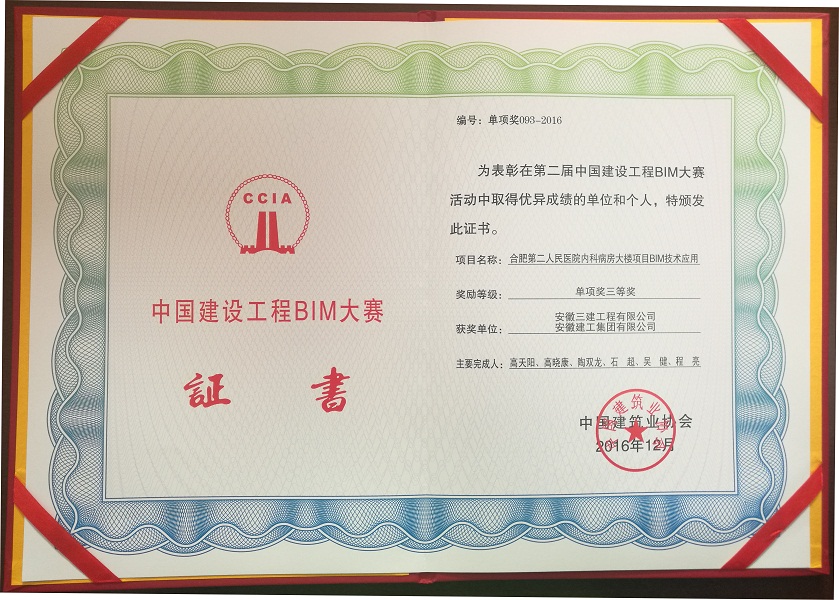 CCIA
中国建设工程BIM大赛
証 書
编号：单项奖093-2016
为表彰在第二届中国建设工程BIM大赛
活动中取得优异成绩的单位和个人，特颁发
此证书。
项目名称：合肥第二人民医院内科病房大楼项目BIM技术应用
奖励等级：单项奖三等奖
安徽三建工程有限公司
获奖单位：安徽建工集团有限公司
主要完成人：高天阳、高晓康、陶双龙、石 超、吴 健、程 亮
中国建筑业协会
中国建筑业协会
2016年12月